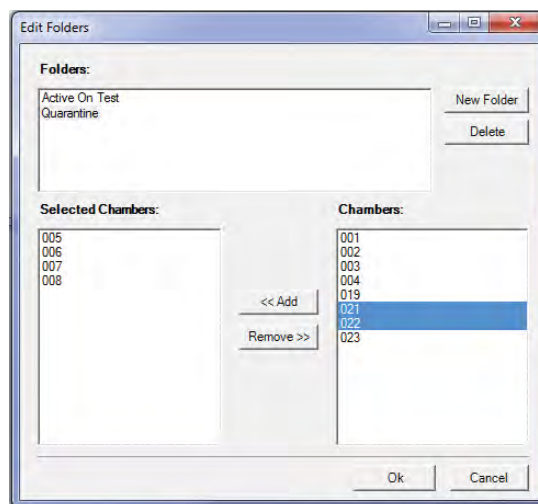 Edit Folders
Folders:
Active On Test
Quarantine
New Folder
Delete
Selected Chambers:
005
006
007
008
<< Add
Remove >>
Chambers:
001
002
003
004
019
021
022
023
Ok
Cancel